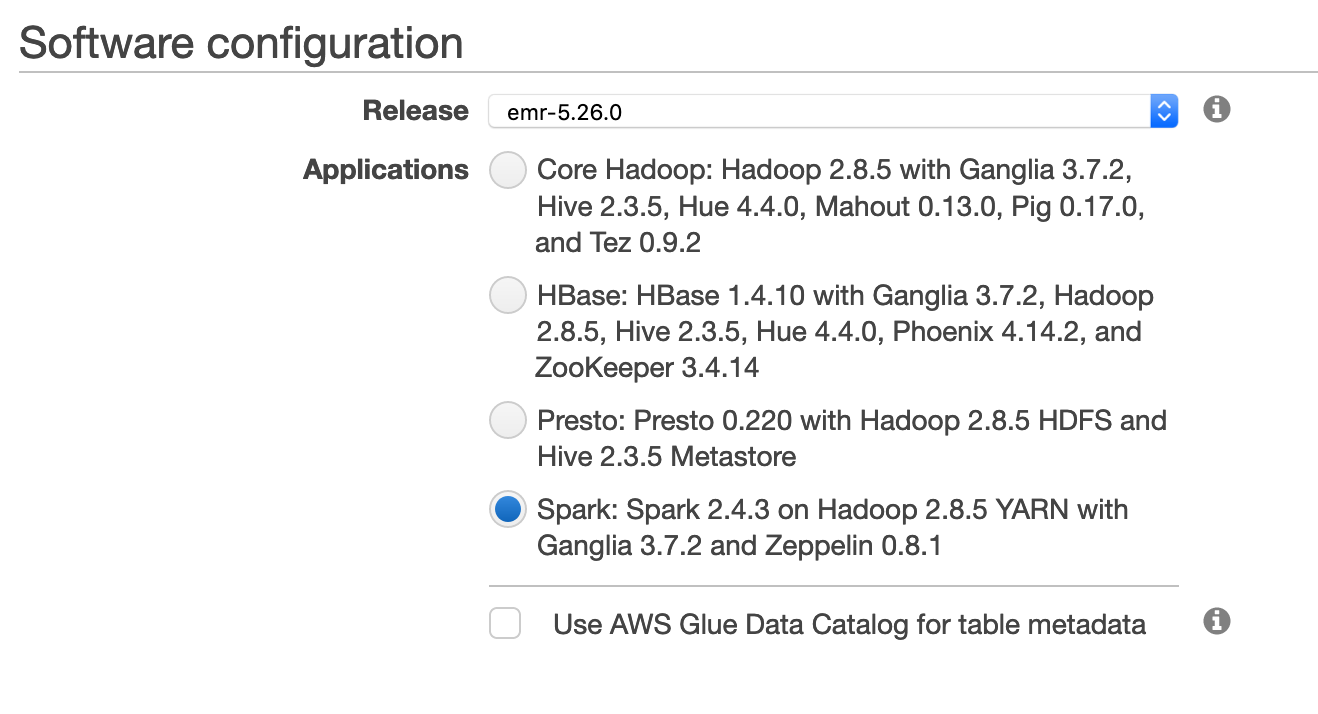 Software configuration
Release emr-5.26.0
Applications Core Hadoop: Hadoop 2.8.5 with Ganglia 3.7.2,
Hive 2.3.5, Hue 4.4.0, Mahout 0.13.0, Pig 0.17.0,
and Tez 0.9.2
HBase: HBase 1.4.10 with Ganglia 3.7.2, Hadoop
2.8.5, Hive 2.3.5, Hue 4.4.0, Phoenix 4.14.2, and
ZooKeeper 3.4.14
Presto: Presto 0.220 with Hadoop 2.8.5 HDFS and
Hive 2.3.5 Metastore
Spark: Spark 2.4.3 on Hadoop 2.8.5 YARN with
Ganglia 3.7.2 and Zeppelin 0.8.1
Use AWS Glue Data Catalog for table metadata